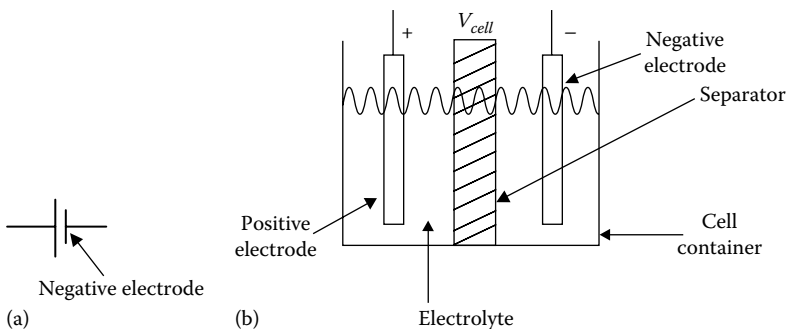 V_cell
+
−
Negative
electrode
Separator
Positive
electrode
Cell
container
Negative electrode
(a)
(b)
Electrolyte